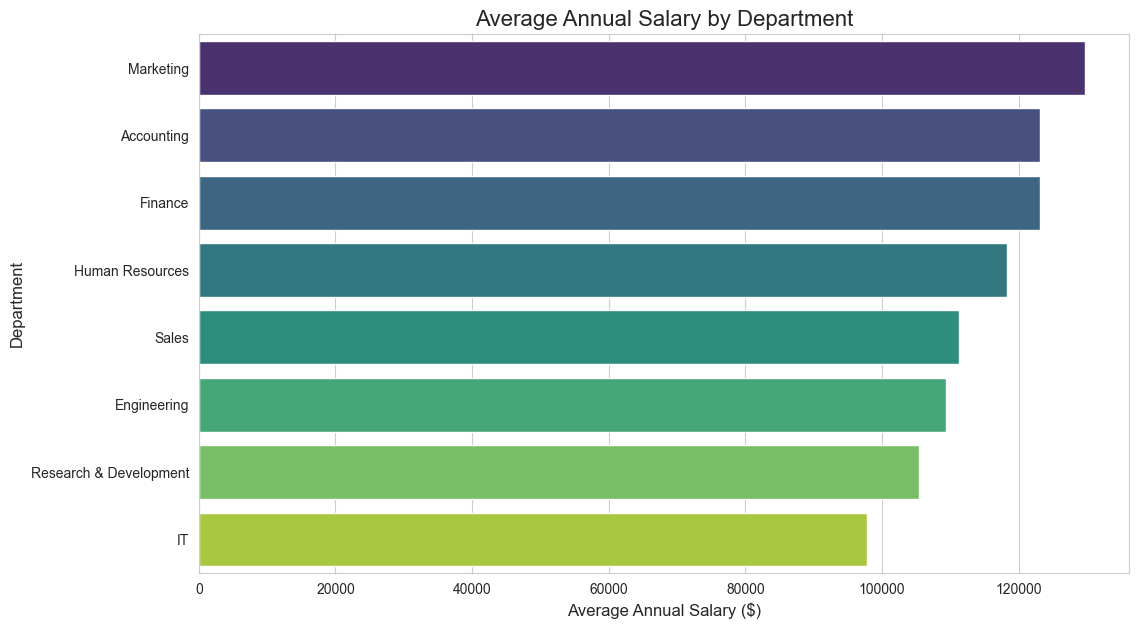 Average Annual Salary by Department
Marketing
Accounting
Finance
Human Resources
Sales
Engineering
Research & Development
IT
Department
0 20000 40000 60000 80000 100000 120000
Average Annual Salary ($)